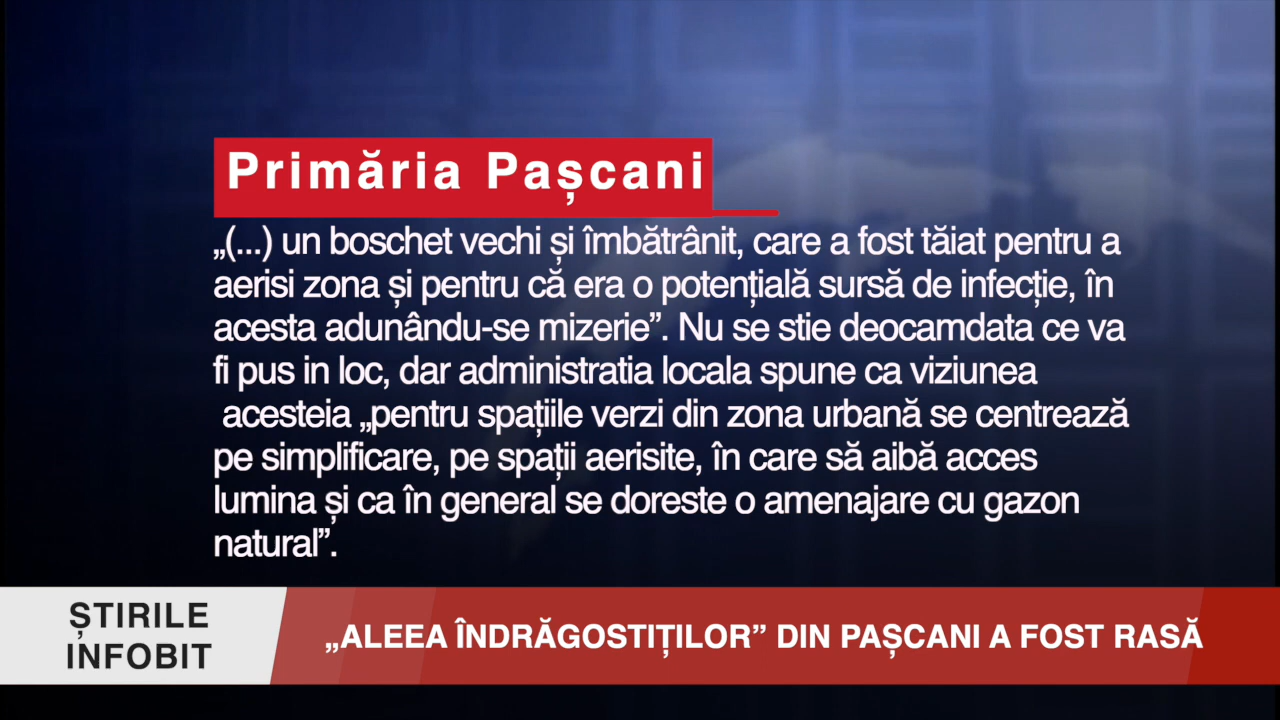 Primăria Pașcani
„(...) un boschet vechi și îmbătrânit, care a fost tăiat pentru a
aerisi zona și pentru că era o potențială sursă de infecție, în
acesta adunându-se mizerie”. Nu se stie deocamdata ce va
fi pus in loc, dar administratia locala spune ca viziunea
acesteia „pentru spațiile verzi din zona urbană se centrează
pe simplificare, pe spații aerisite, în care să aibă acces
lumina și ca în general se doreste o amenajare cu gazon
natural”.
ȘTIRILE
INFOBIT
„ALEEA ÎNDRĂGOSTIȚILOR” DIN PAȘCANI A FOST RASĂ